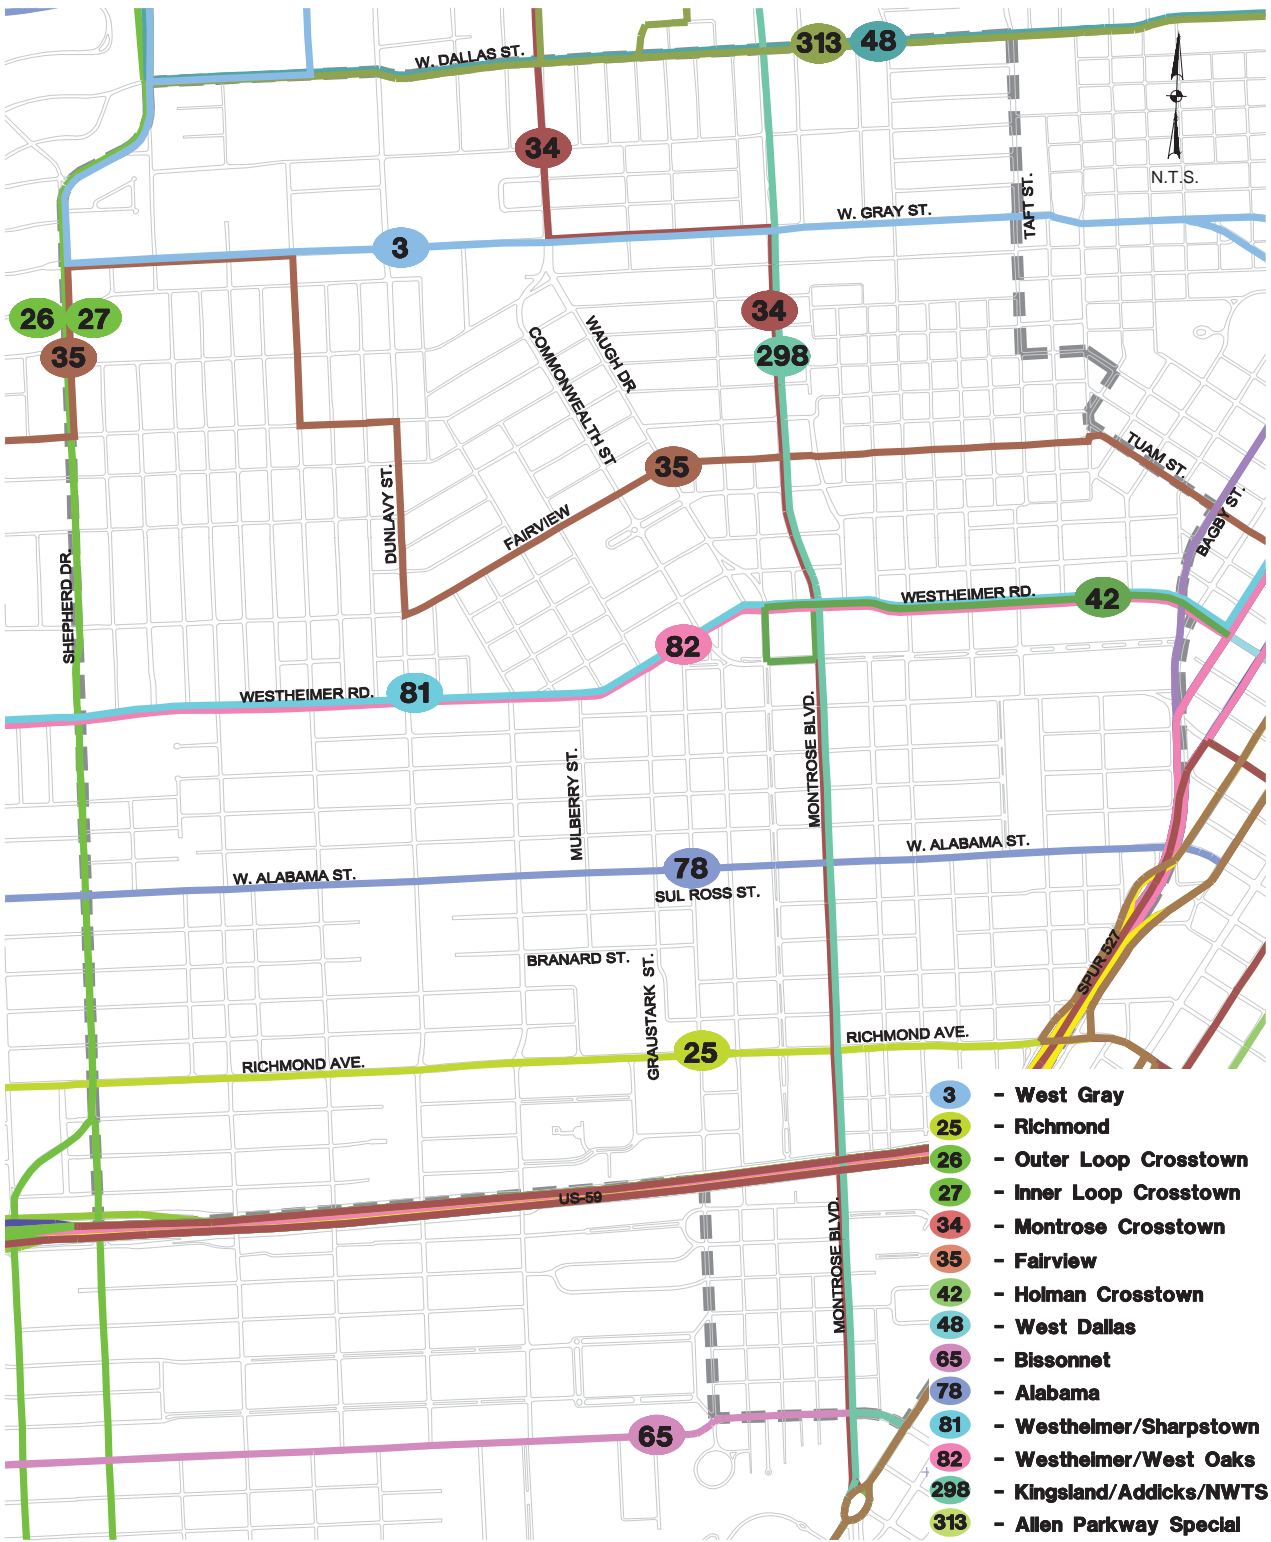 W. DALLAS ST.
313
48
34
N.T.S.
TAFT ST.
W. GRAY ST.
3
26
27
35
34
298
WAUGH DR
COMMONWEALTH ST
35
TUAM ST.
BAGBY ST.
DUNLAVY ST.
FAIRVIEW
SHEPHERD DR.
WESTHEIMER RD.
42
82
WESTHEIMER RD.
81
MONTROSE BLVD.
MULBERRY ST.
W. ALABAMA ST.
78
W. ALABAMA ST.
SUL ROSS ST.
BRANARD ST.
GRAUSTARK ST.
SPUR 527
RICHMOND AVE.
25
RICHMOND AVE.
US-59
MONTROSE BLVD.
65
3 - West Gray
25 - Richmond
26 - Outer Loop Crosstown
27 - Inner Loop Crosstown
34 - Montrose Crosstown
35 - Fairview
42 - Holman Crosstown
48 - West Dallas
65 - Bissonnet
78 - Alabama
81 - Westheimer/Sharpstown
82 - Westheimer/West Oaks
298 - Kingsland/Addicks/NWTS
313 - Allen Parkway Special